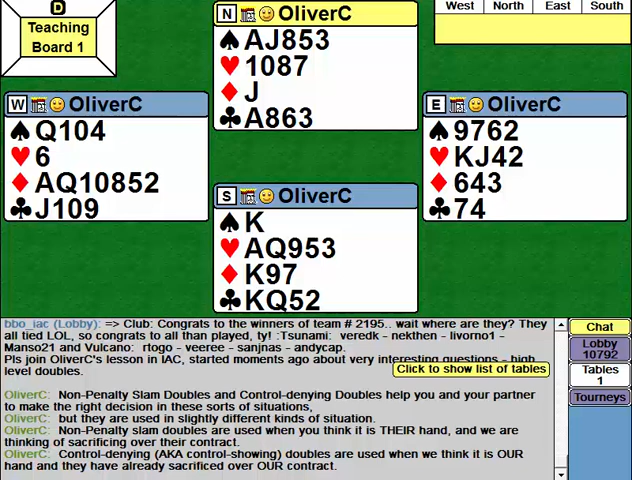 D
Teaching
Board 1
N OliverC
♠ AJ853
♥ 1087
♦ J
♣ A863
West North East South
W OliverC
♠ Q104
♥ 6
♦ AQ10852
♣ J109
E OliverC
♠ 9762
♥ KJ42
♦ 643
♣ 74
S OliverC
♠ K
♥ AQ953
♦ K97
♣ KQ52
bbo_iac (Lobby): => Club: Congrats to the winners of team # 2195.. wait where are they? They
all tied LOL, so congrats to all than played, ty! :Tsunami: veredk - nekthen - livorno1 -
Manso21 and Vulcano: rtogo - veeree - sanjnas - andycap.
Pls join OliverC's lesson in IAC, started moments ago about very interesting questions - high
level doubles.
Click to show list of tables
OliverC: Non-Penalty Slam Doubles and Control-denying Doubles help you and your partner
to make the right decision in these sorts of situations,
OliverC: but they are used in slightly different kinds of situation.
OliverC: Non-Penalty slam doubles are used when you think it is THEIR hand, and we are
thinking of sacrificing over their contract.
OliverC: Control-denying (AKA control-showing) doubles are used when we think it is OUR
hand and they have already sacrificed over OUR contract.
Chat
Lobby
10792
Tables
1
Tourneys